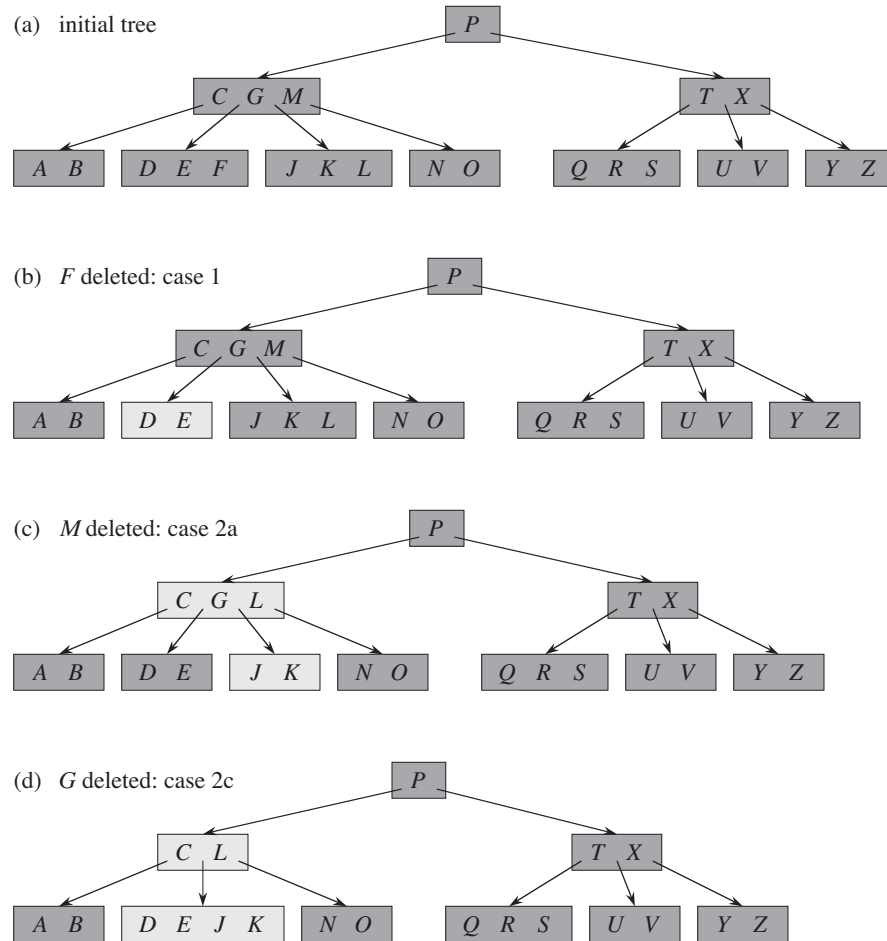 (a) initial tree
P
C G M
T X
A B
D E F
J K L
N O
Q R S
U V
Y Z
(b) F deleted: case 1
P
C G M
T X
A B
D E
J K L
N O
Q R S
U V
Y Z
(c) M deleted: case 2a
P
C G L
T X
A B
D E
J K
N O
Q R S
U V
Y Z
(d) G deleted: case 2c
P
C L
T X
A B
D E J K
N O
Q R S
U V
Y Z